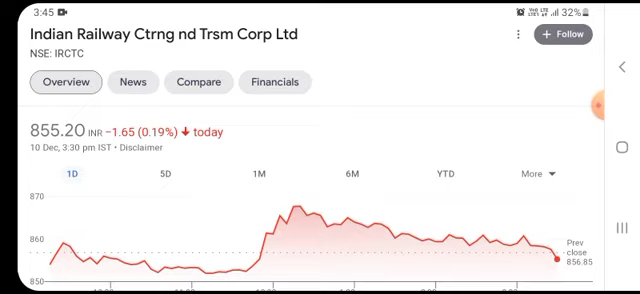 3:45 32%
Indian Railway Ctrng nd Trsm Corp Ltd
+ Follow
NSE: IRCTC
Overview News Compare Financials
855.20 INR −1.65 (0.19%) ↓ today
10 Dec, 3:30 pm IST • Disclaimer
1D 5D 1M 6M YTD More
870
860
850
Prev
close
856.85